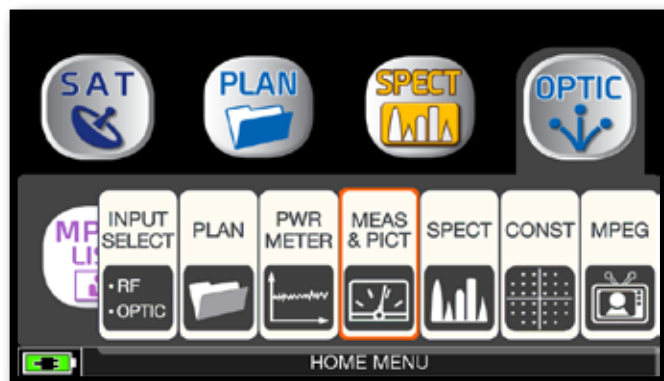 SAT
PLAN
SPECT
OPTIC
INPUT
SELECT
• RF
• OPTIC
PLAN
PWR
METER
MEAS
& PICT
SPECT
CONST
MPEG
HOME MENU